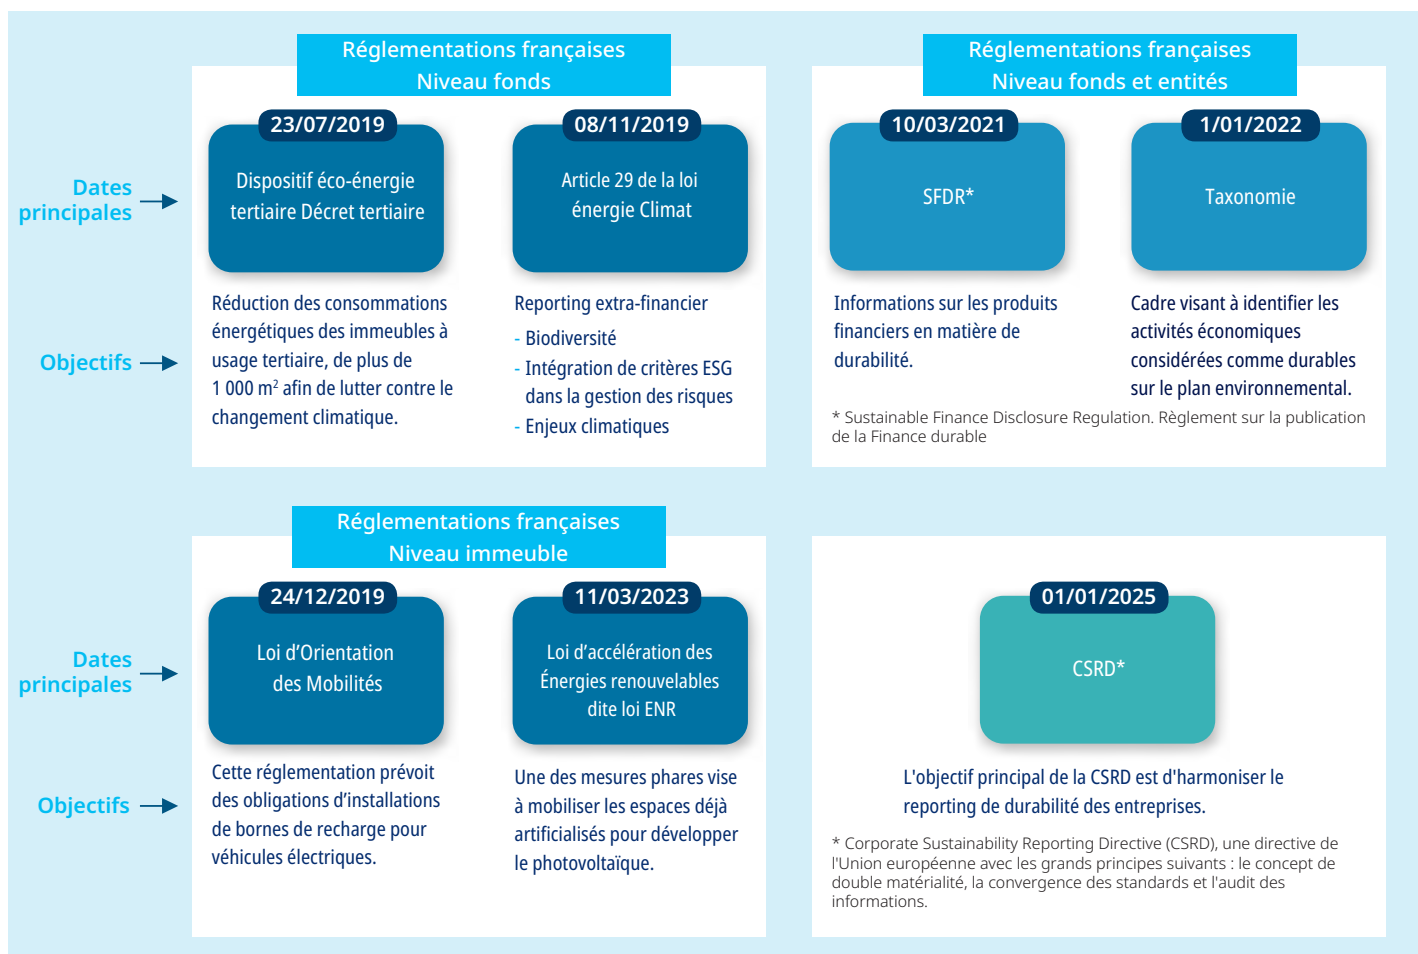 Réglementations françaises
Niveau fonds
Dates
principales
23/07/2019
Dispositif éco-énergie
tertiaire Décret tertiaire
08/11/2019
Article 29 de la loi
énergie Climat
Objectifs
Réduction des consommations
énergétiques des immeubles à
usage tertiaire, de plus de
1 000 m² afin de lutter contre le
changement climatique.
Reporting extra-financier
- Biodiversité
- Intégration de critères ESG
dans la gestion des risques
- Enjeux climatiques
Réglementations françaises
Niveau fonds et entités
10/03/2021
SFDR*
1/01/2022
Taxonomie
Informations sur les produits
financiers en matière de
durabilité.
Cadre visant à identifier les
activités économiques
considérées comme durables
sur le plan environnemental.
* Sustainable Finance Disclosure Regulation. Règlement sur la publication
de la Finance durable
Réglementations françaises
Niveau immeuble
Dates
principales
24/12/2019
Loi d’Orientation
des Mobilités
11/03/2023
Loi d’accélération des
Énergies renouvelables
dite loi ENR
Objectifs
Cette réglementation prévoit
des obligations d’installations
de bornes de recharge pour
véhicules électriques.
Une des mesures phares vise
à mobiliser les espaces déjà
artificialisés pour développer
le photovoltaïque.
01/01/2025
CSRD*
L'objectif principal de la CSRD est d'harmoniser le
reporting de durabilité des entreprises.
* Corporate Sustainability Reporting Directive (CSRD), une directive de
l'Union européenne avec les grands principes suivants : le concept de
double matérialité, la convergence des standards et l'audit des
informations.